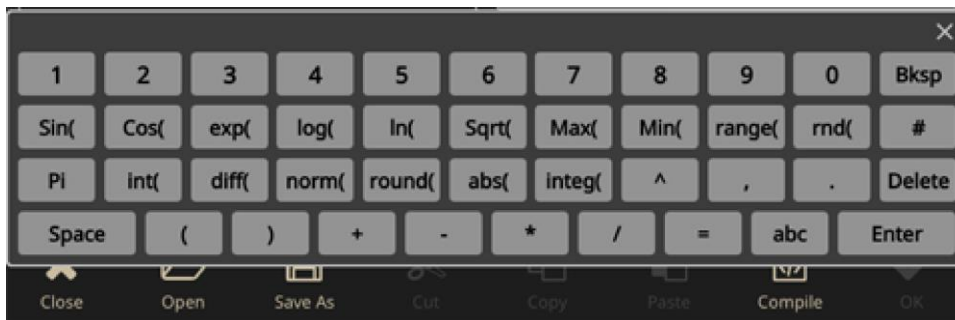 ×
1 2 3 4 5 6 7 8 9 0 Bksp
Sin( Cos( exp( log( ln( Sqrt( Max( Min( range( rnd( #
Pi int( diff( norm( round( abs( integ( ^ , . Delete
Space ( ) + - * / = abc Enter
Close Open Save As Cut Copy Paste Compile OK